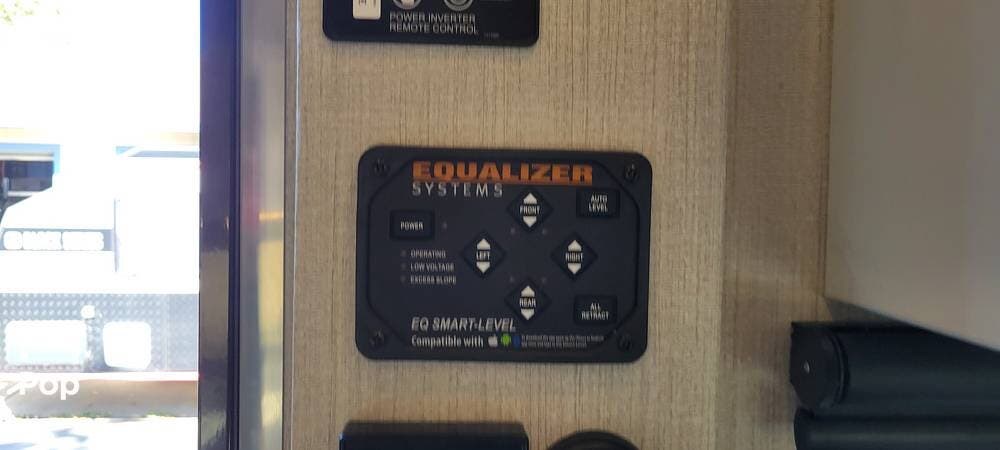 POWER INVERTER
REMOTE CONTROL
EQUALIZER
SYSTEMS
AUTO
LEVEL
FRONT
POWER
LEFT
RIGHT
OPERATING
LOW VOLTAGE
EXCESS SLOPE
REAR
ALL
RETRACT
EQ SMART-LEVEL
Compatible with
Pop